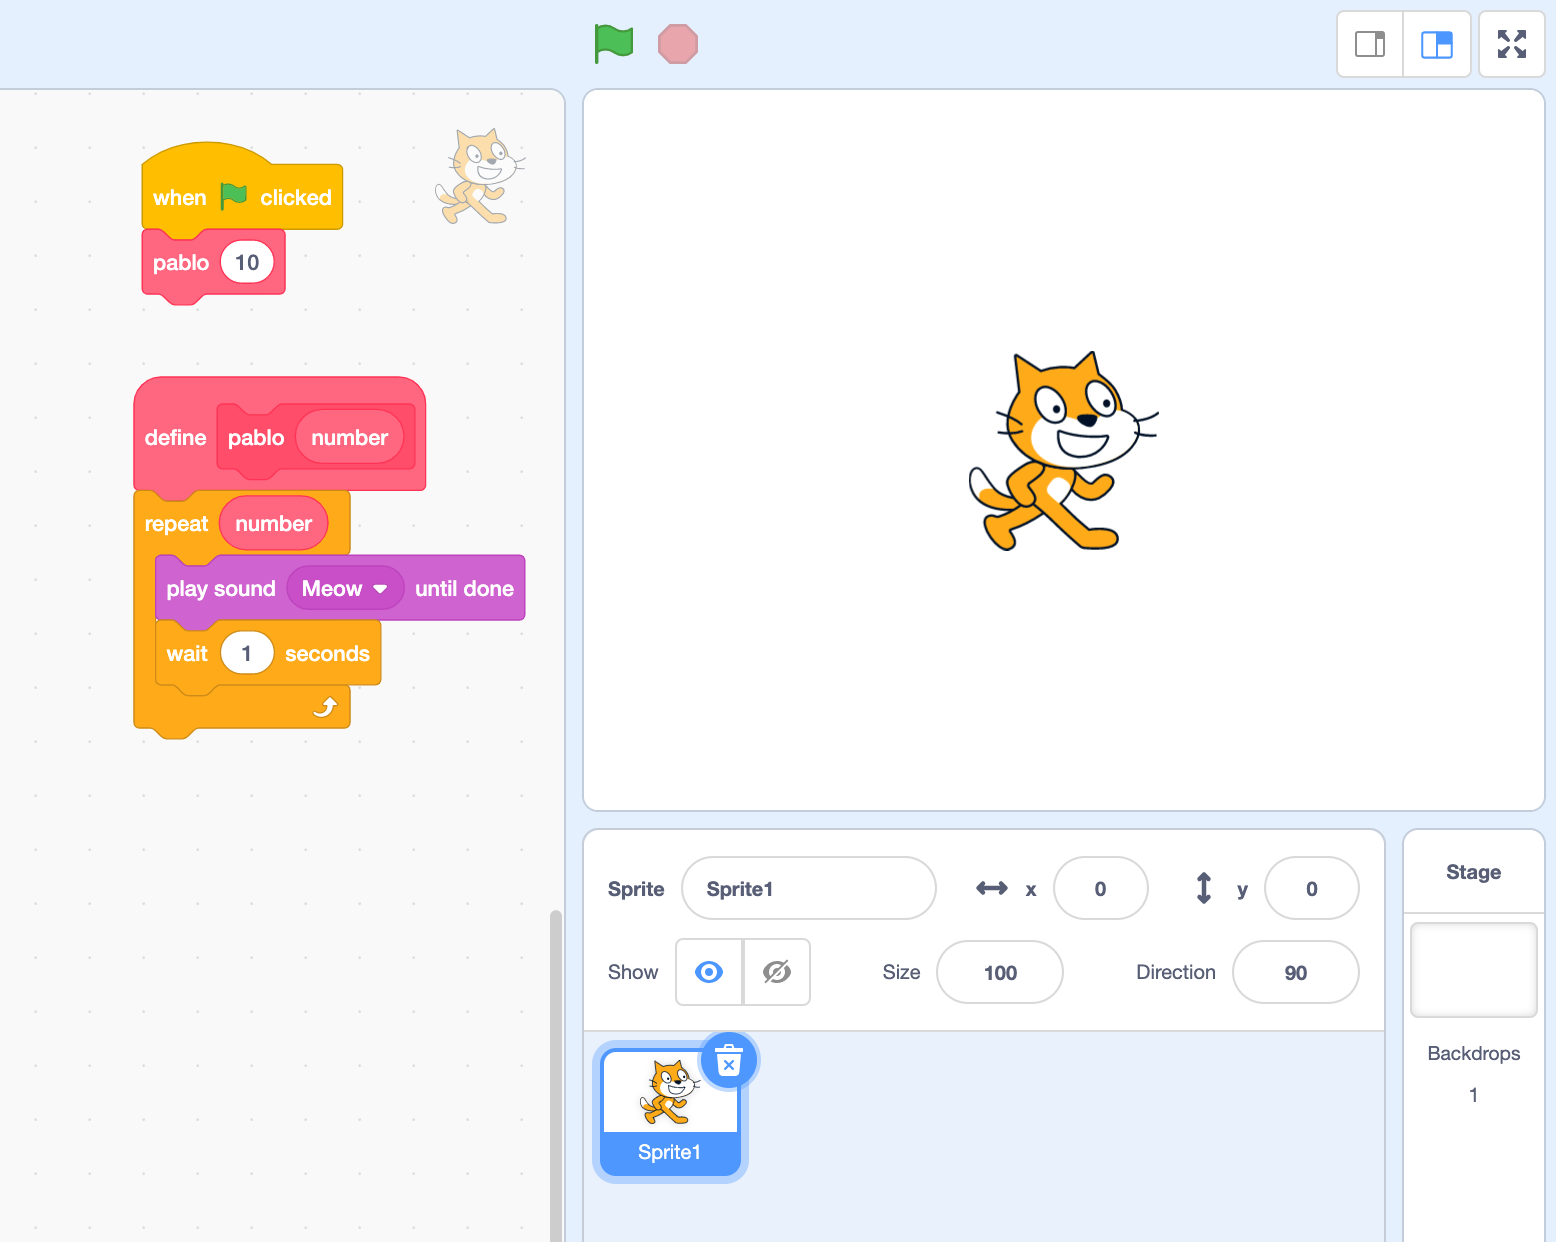 when clicked
pablo 10
define pablo number
repeat number
play sound Meow until done
wait 1 seconds
Sprite Sprite1 x 0 y 0
Show Size 100 Direction 90
Sprite1
Stage
Backdrops
1